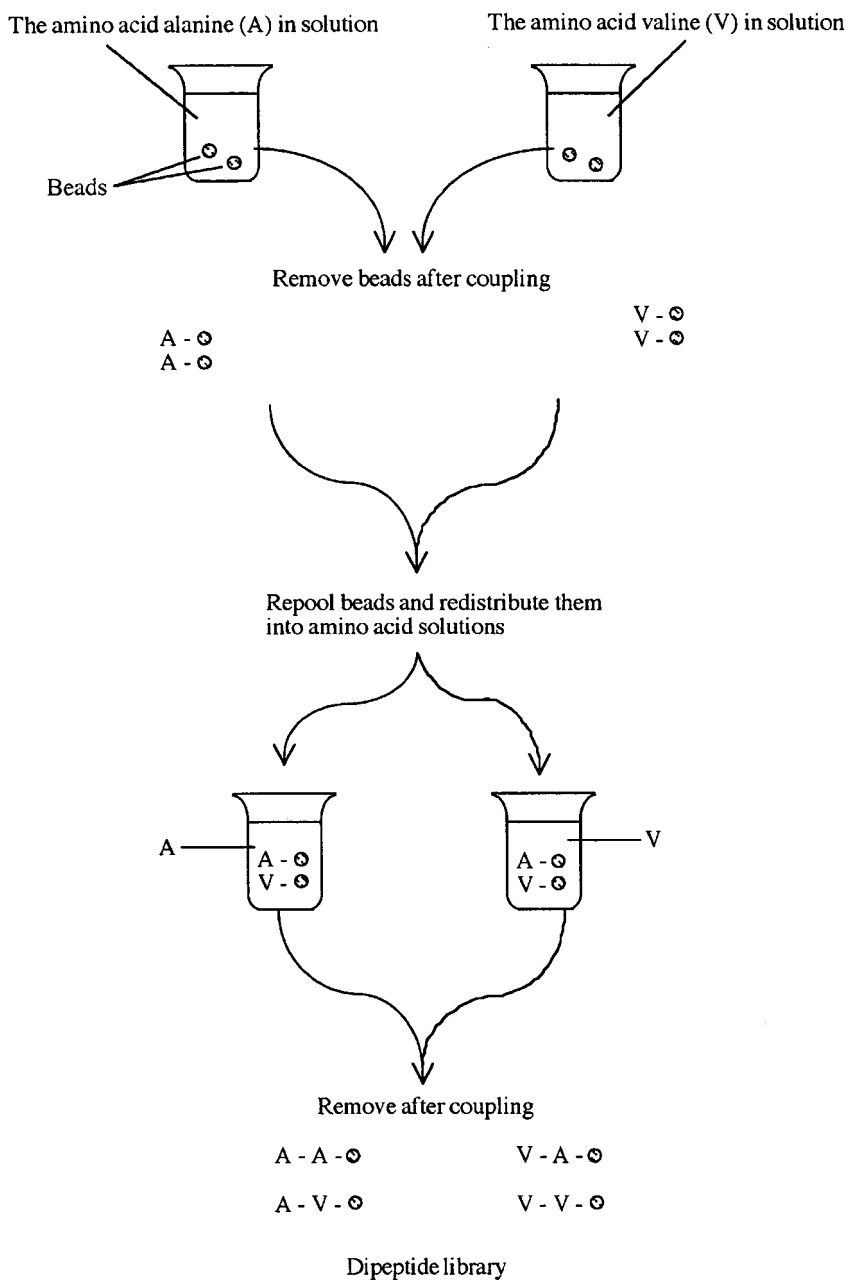 The amino acid alanine (A) in solution
The amino acid valine (V) in solution
Beads
Remove beads after coupling
A -
A -
V -
V -
Repool beads and redistribute them
into amino acid solutions
A
A -
V -
A -
V -
V
Remove after coupling
A - A -
V - A -
A - V -
V - V -
Dipeptide library